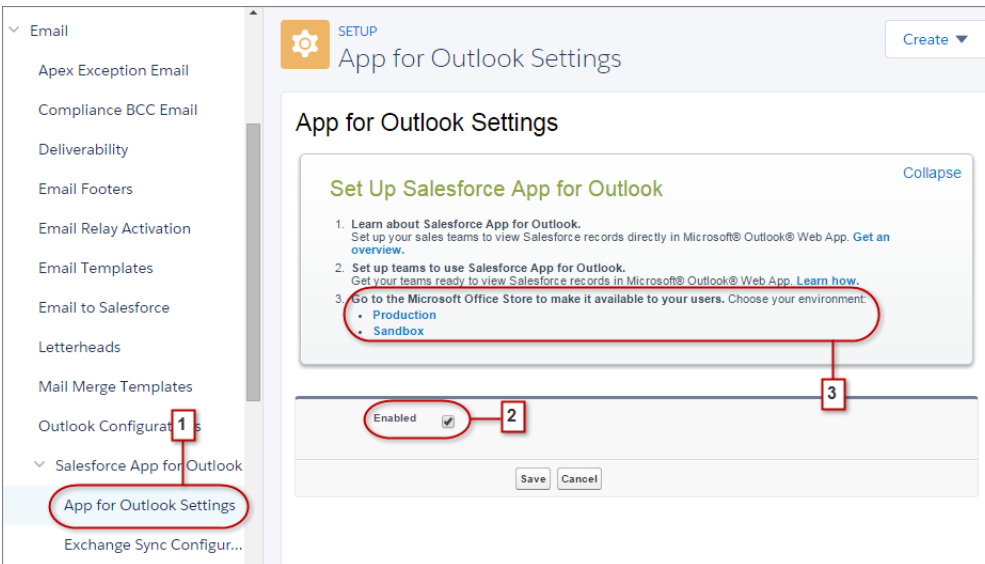 Email
Apex Exception Email
Compliance BCC Email
Deliverability
Email Footers
Email Relay Activation
Email Templates
Email to Salesforce
Letterheads
Mail Merge Templates
Outlook Configurat s
1
Salesforce App for Outlook
App for Outlook Settings
Exchange Sync Configur...
SETUP
App for Outlook Settings
Create
App for Outlook Settings
Collapse
Set Up Salesforce App for Outlook
1. Learn about Salesforce App for Outlook.
Set up your sales teams to view Salesforce records directly in Microsoft® Outlook® Web App. Get an
overview.
2. Set up teams to use Salesforce App for Outlook.
Get your teams ready to view Salesforce records in Microsoft® Outlook® Web App. Learn how.
3. Go to the Microsoft Office Store to make it available to your users. Choose your environment:
• Production
• Sandbox
3
Enabled
2
Save
Cancel